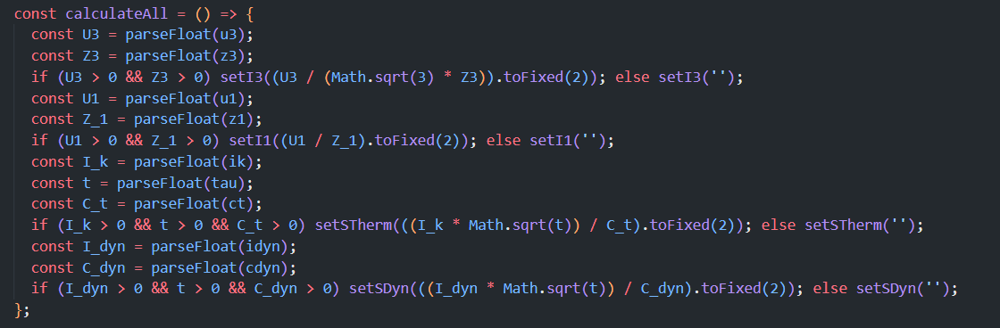 const calculateAll = () => {
  const U3 = parseFloat(u3);
  const Z3 = parseFloat(z3);
  if (U3 > 0 && Z3 > 0) setI3((U3 / (Math.sqrt(3) * Z3)).toFixed(2)); else setI3('');
  const U1 = parseFloat(u1);
  const Z_1 = parseFloat(z1);
  if (U1 > 0 && Z_1 > 0) setI1((U1 / Z_1).toFixed(2)); else setI1('');
  const I_k = parseFloat(ik);
  const t = parseFloat(tau);
  const C_t = parseFloat(ct);
  if (I_k > 0 && t > 0 && C_t > 0) setSTherm(((I_k * Math.sqrt(t)) / C_t).toFixed(2)); else setSTherm('');
  const I_dyn = parseFloat(idyn);
  const C_dyn = parseFloat(cdyn);
  if (I_dyn > 0 && t > 0 && C_dyn > 0) setSDyn(((I_dyn * Math.sqrt(t)) / C_dyn).toFixed(2)); else setSDyn('');
};